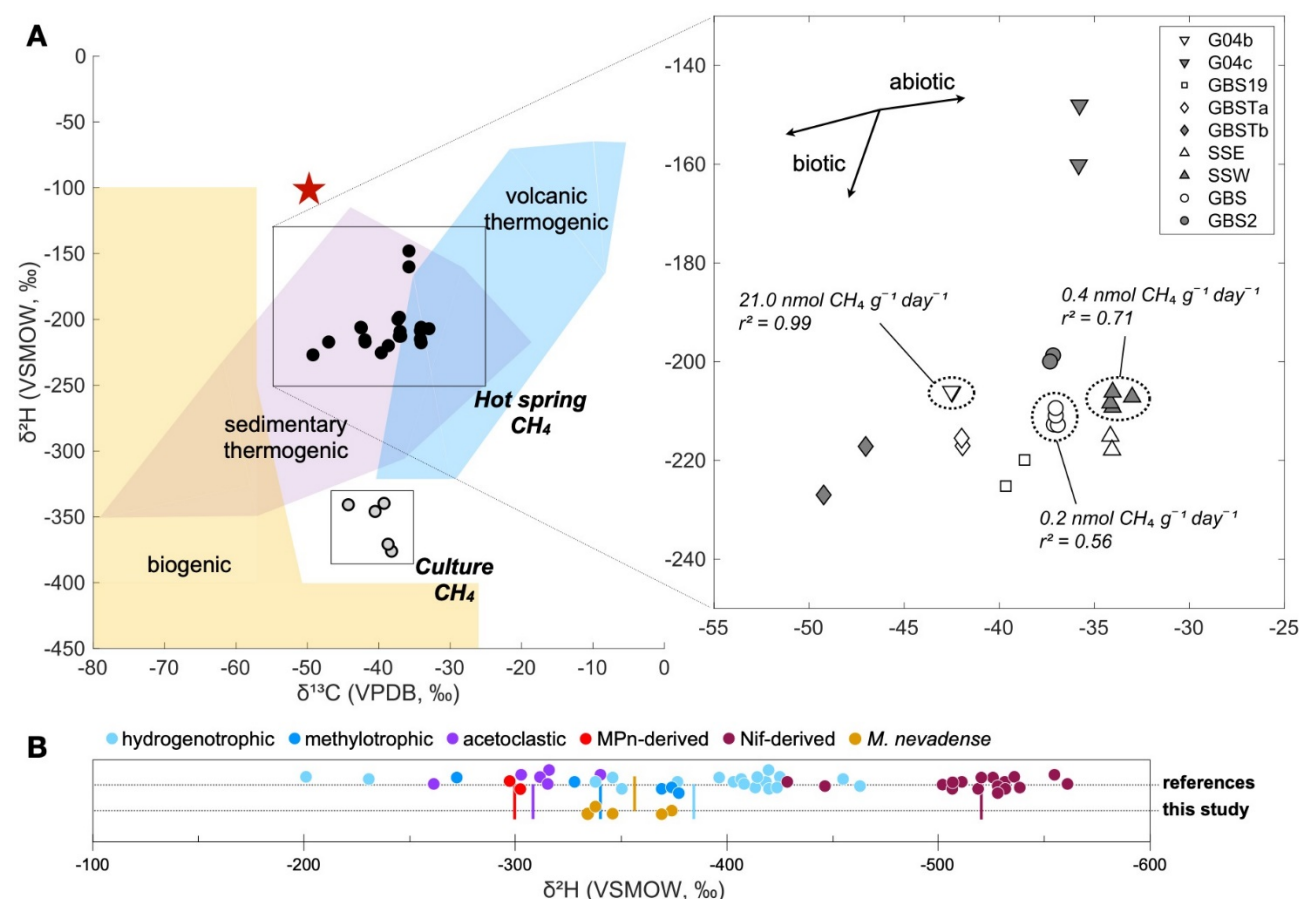 A
0
-50
-100
-150
-200
-250
-300
-350
-400
-450
δ²H (VSMOW, ‰)
-80
-70
-60
-50
-40
-30
-20
-10
0
δ¹³C (VPDB, ‰)
volcanic
thermogenic
Hot spring
CH₄
sedimentary
thermogenic
biogenic
Culture
CH₄
-140
-160
-180
-200
-220
-240
-55
-50
-45
-40
-35
-30
-25
abiotic
biotic
G04b
G04c
GBS19
GBSTa
GBSTb
SSE
SSW
GBS
GBS2
21.0 nmol CH₄ g⁻¹ day⁻¹
r² = 0.99
0.4 nmol CH₄ g⁻¹ day⁻¹
r² = 0.71
0.2 nmol CH₄ g⁻¹ day⁻¹
r² = 0.56
B
hydrogenotrophic methylotrophic acetoclastic MPn-derived Nif-derived M. nevadense
references
this study
-100 -200 -300 -400 -500 -600
δ²H (VSMOW, ‰)